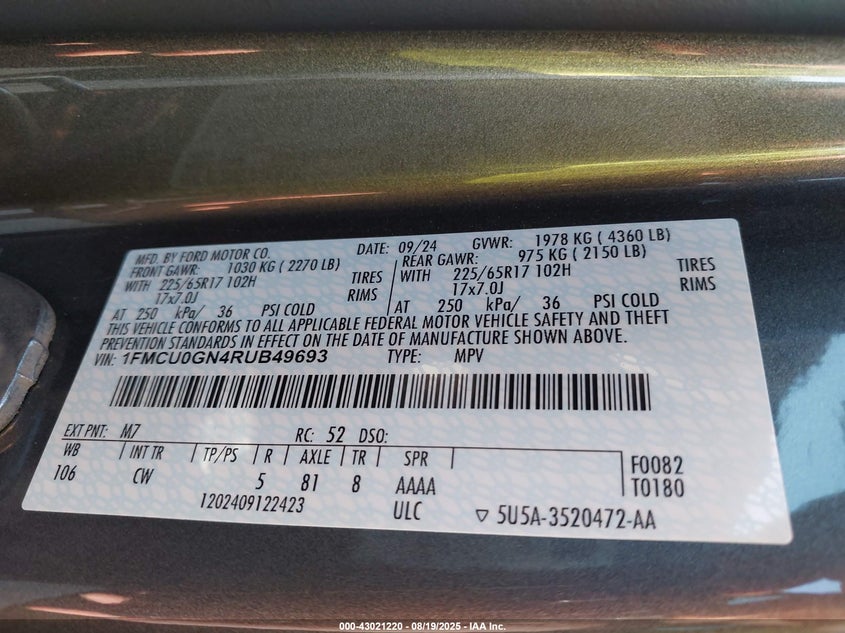 MFD. BY FORD MOTOR CO. DATE: 09/24 GVWR: 1978 KG ( 4360 LB)
FRONT GAWR: 1030 KG ( 2270 LB) REAR GAWR: 975 KG ( 2150 LB)
WITH 225/65R17 102H TIRES WITH 225/65R17 102H TIRES
17x7.0J RIMS 17x7.0J RIMS
AT 250 kPa/ 36 PSI COLD AT 250 kPa/ 36 PSI COLD
THIS VEHICLE CONFORMS TO ALL APPLICABLE FEDERAL MOTOR VEHICLE SAFETY AND THEFT
PREVENTION STANDARDS IN EFFECT ON THE DATE OF MANUFACTURE SHOWN ABOVE.
VIN: 1FMCU0GN4RUB49693 TYPE: MPV
EXT PNT: M7 RC: 52 DSO:
WB INT TR TP/PS R AXLE TR SPR F0082
106 CW 5 81 8 AAAA T0180
1202409122423 ULC ▽ 5U5A-3520472-AA
000-43021220 - 08/19/2025 - IAA Inc.